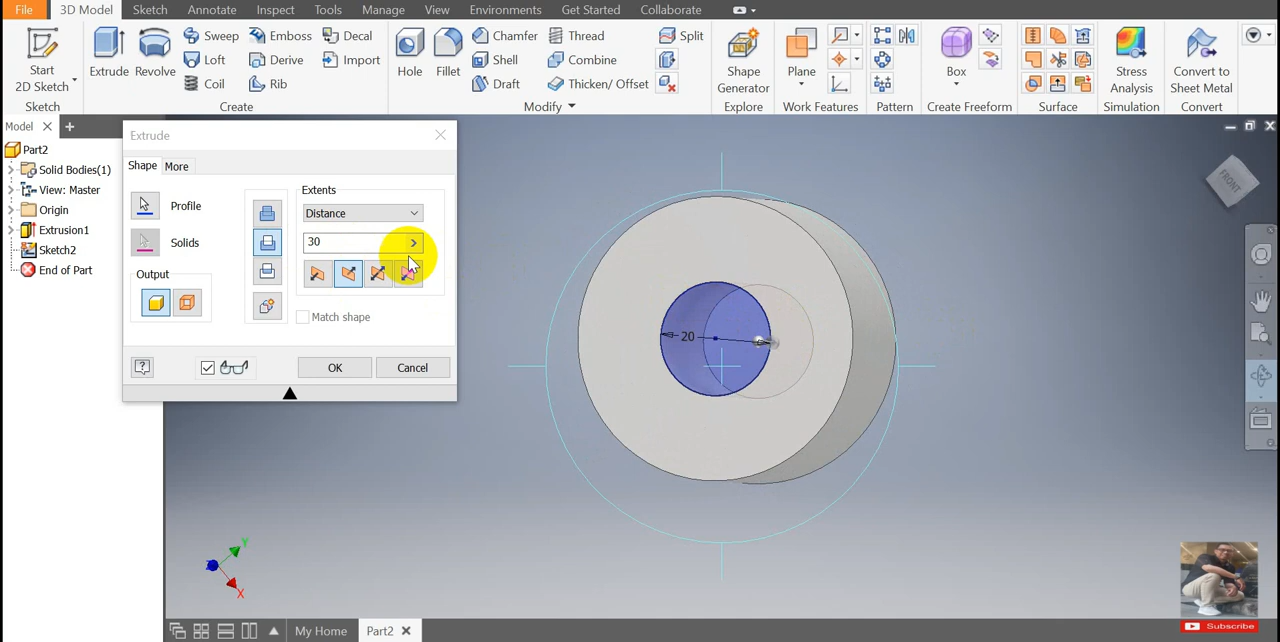 File 3D Model Sketch Annotate Inspect Tools Manage View Environments Get Started Collaborate
Start
2D Sketch
Sketch
Extrude
Revolve
Sweep
Loft
Coil
Emboss
Derive
Rib
Decal
Import
Create
Hole
Fillet
Chamfer
Shell
Draft
Thread
Combine
Thicken/ Offset
Split
Modify
Shape
Generator
Explore
Plane
Work Features
Pattern
Box
Create Freeform
Surface
Stress
Analysis
Simulation
Convert to
Sheet Metal
Convert
Model
Part2
Solid Bodies(1)
View: Master
Origin
Extrusion1
Sketch2
End of Part
Extrude
Shape More
Profile
Solids
Output
Extents
Distance
30
Match shape
OK Cancel
20
FRONT
Y
X
My Home Part2
Subscribe